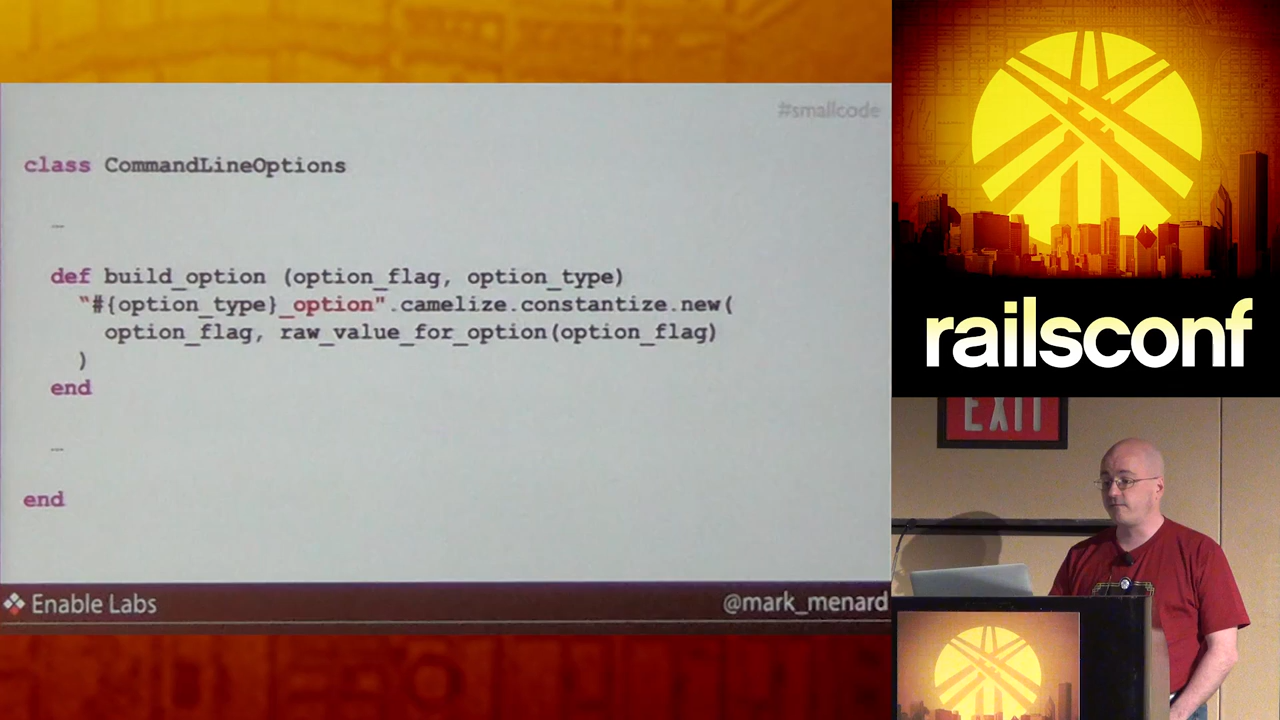 #smallcode
class CommandLineOptions
…
def build_option (option_flag, option_type)
"#{option_type}_option".camelize.constantize.new(
option_flag, raw_value_for_option(option_flag)
)
end
…
end
Enable Labs
@mark_menard
railsconf
EXIT